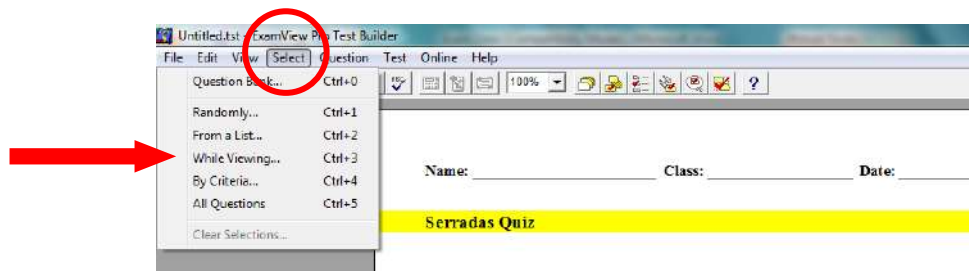 Untitled.tst - ExamView Pro Test Builder
File Edit View Select Question Test Online Help
Question Bank... Ctrl+0
100%
Randomly... Ctrl+1
From a List... Ctrl+2
While Viewing... Ctrl+3
By Criteria... Ctrl+4
All Questions Ctrl+5
Clear Selections...
Name: Class: Date:
Serradas Quiz